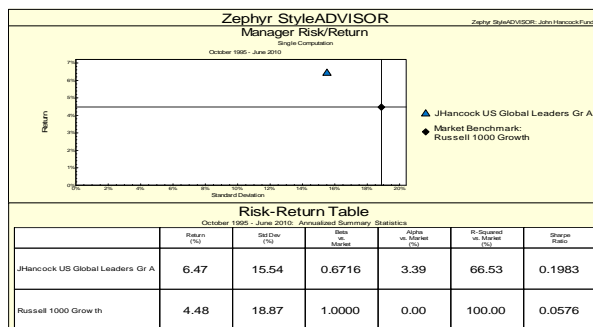 Zephyr StyleADVISOR
Zephyr StyleADVISOR: John Hancock Fund
Manager Risk/Return
Single Computation
October 1995 - June 2010
7%
6%
5%
4%
3%
2%
1%
0%
Return
0% 2% 4% 6% 8% 10% 12% 14% 16% 18% 20%
Standard Deviation
JHancock US Global Leaders Gr A
Market Benchmark:
Russell 1000 Growth
Risk-Return Table
October 1995 - June 2010: Annualized Summary Statistics
Return (%) Std Dev (%) Beta vs. Market Alpha vs. Market (%) R-Squared vs. Market (%) Sharpe Ratio
JHancock US Global Leaders Gr A 6.47 15.54 0.6716 3.39 66.53 0.1983
Russell 1000 Growth 4.48 18.87 1.0000 0.00 100.00 0.0576